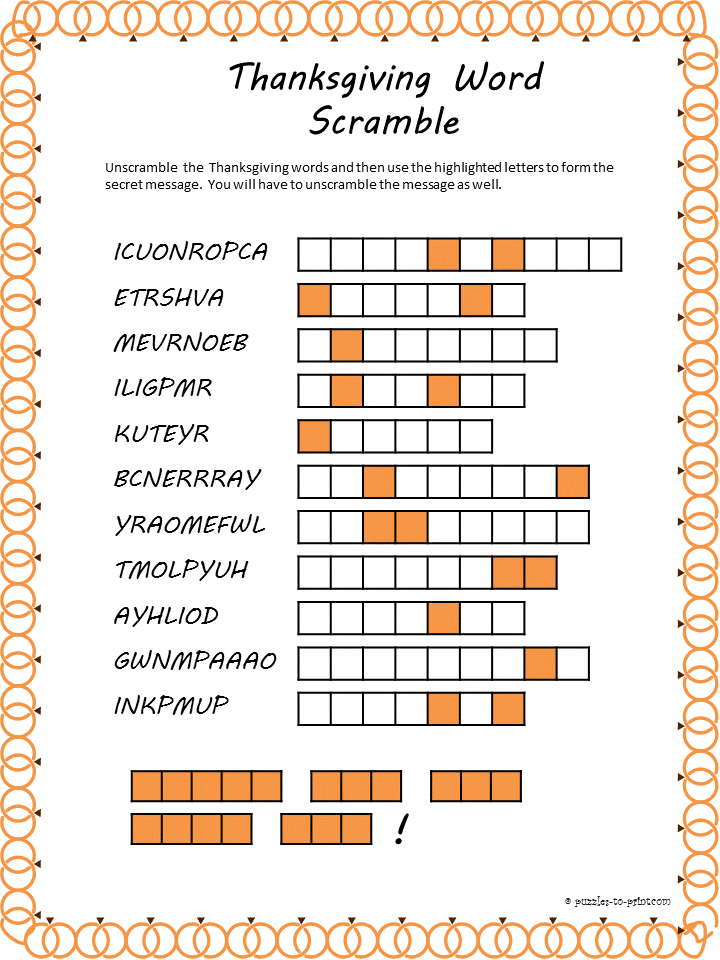 Thanksgiving Word
Scramble
Unscramble the Thanksgiving words and then use the highlighted letters to form the
secret message. You will have to unscramble the message as well.
ICUONROPCA
ETRSHVA
MEVRNOEB
ILIGPMR
KUTEYR
BCNERRRAY
YRAOMEFWL
TMOLPYUH
AYHLIOD
GWNMPAAAO
INKPMUP
!
© puzzles-to-print.com